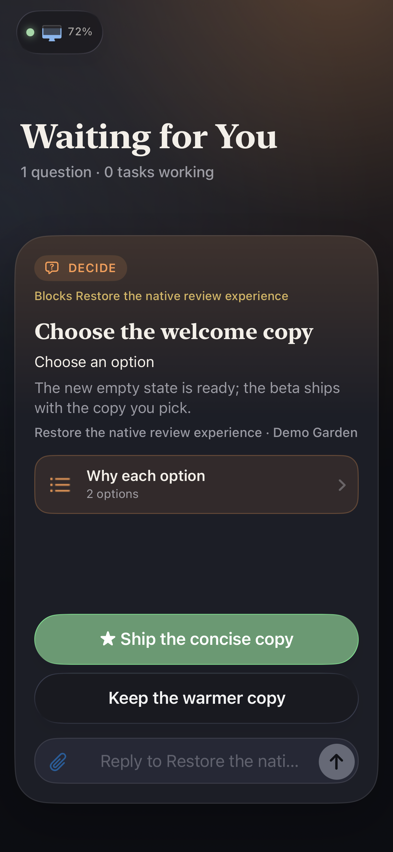 72%
Waiting for You
1 question · 0 tasks working
DECIDE
Blocks Restore the native review experience
Choose the welcome copy
Choose an option
The new empty state is ready; the beta ships
with the copy you pick.
Restore the native review experience · Demo Garden
Why each option
2 options
★ Ship the concise copy
Keep the warmer copy
Reply to Restore the nati...